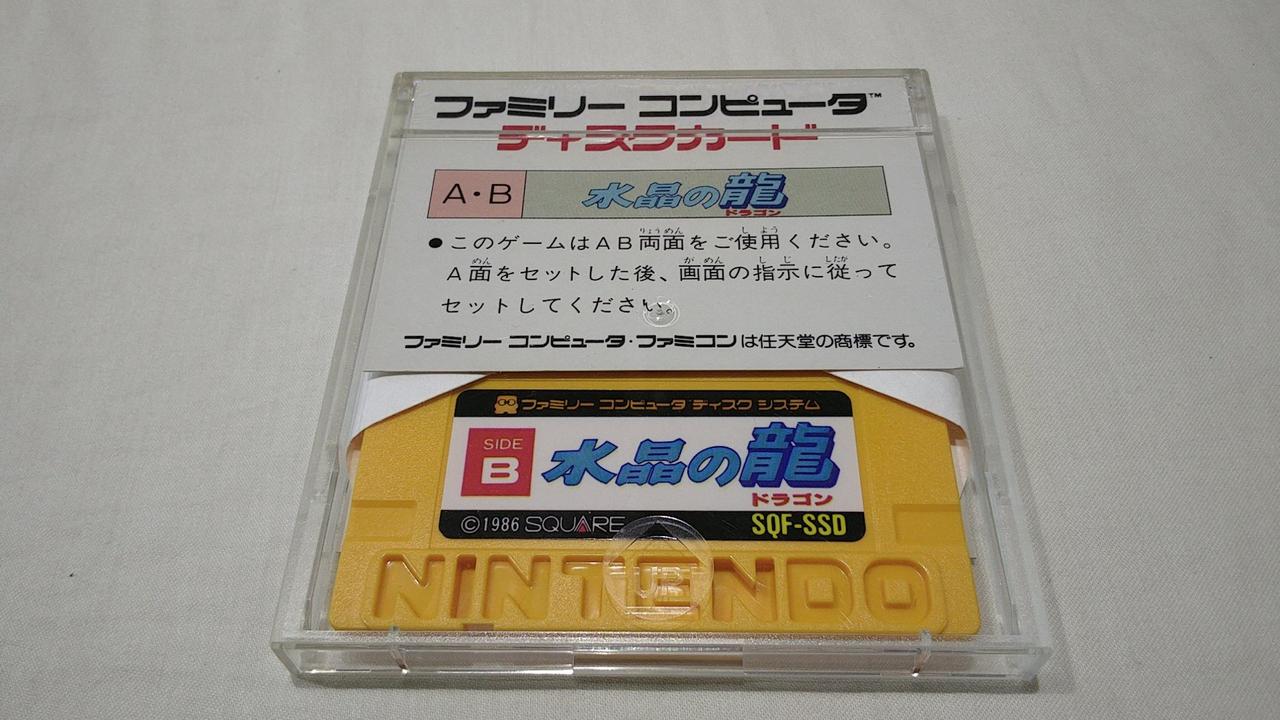 ファミリー コンピュータ™
ディスクカード
A・B 水晶の龍
ドラゴン
●このゲームはAB両面をご使用ください。
A面をセットした後、画面の指示に従って
セットしてください。
ファミリー コンピュータ・ファミコンは任天堂の商標です。
ファミリー コンピュータ ディスク システム
SIDE
B 水晶の龍
ドラゴン
©1986 SQUARE SQF-SSD
NINTENDO